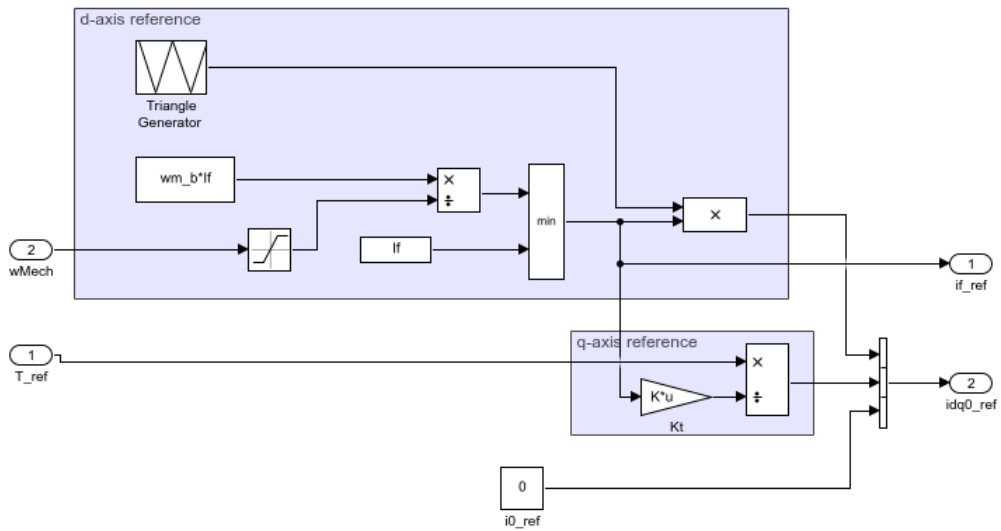 d-axis reference
Triangle
Generator
wm_b*If
×
÷
min
×
If
2
wMech
1
if_ref
q-axis reference
1
T_ref
×
÷
K*u
Kt
2
idq0_ref
0
i0_ref